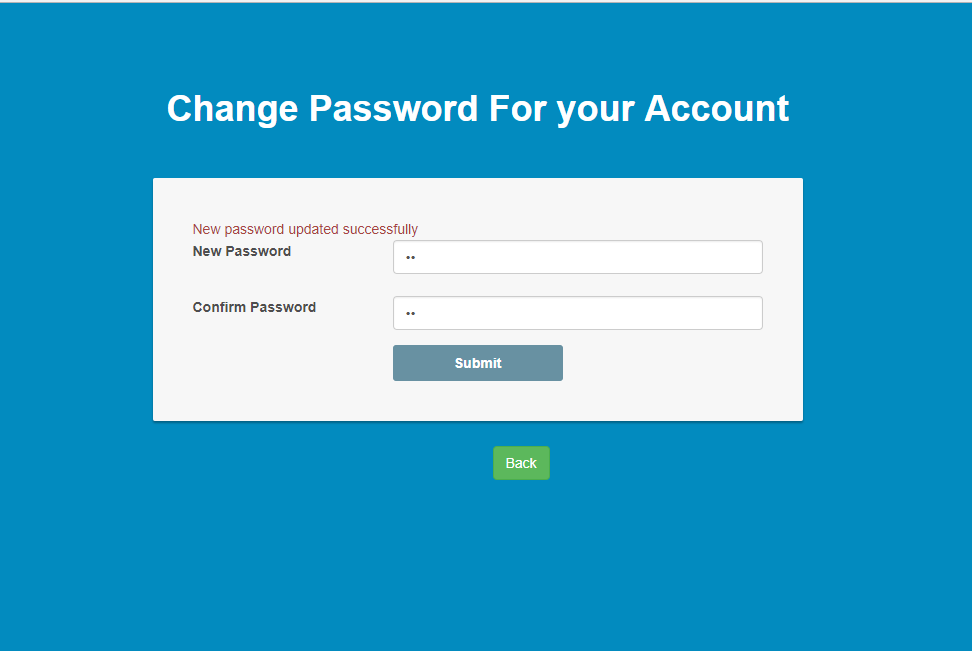 Change Password For your Account
New password updated successfully
New Password
••
Confirm Password
••
Submit
Back